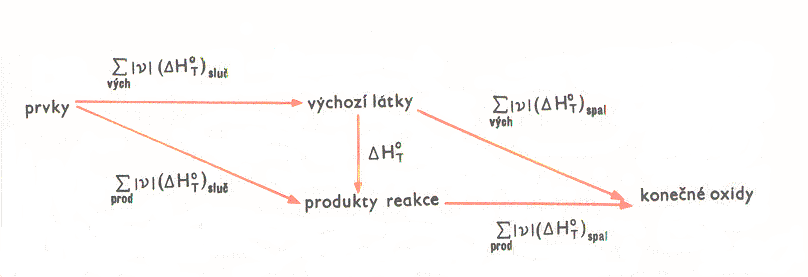 ∑|ν|(ΔH°T)sluč
vých
prvky
výchozí látky
∑|ν|(ΔH°T)spal
vých
ΔH°T
∑|ν|(ΔH°T)sluč
prod
produkty reakce
konečné oxidy
∑|ν|(ΔH°T)spal
prod